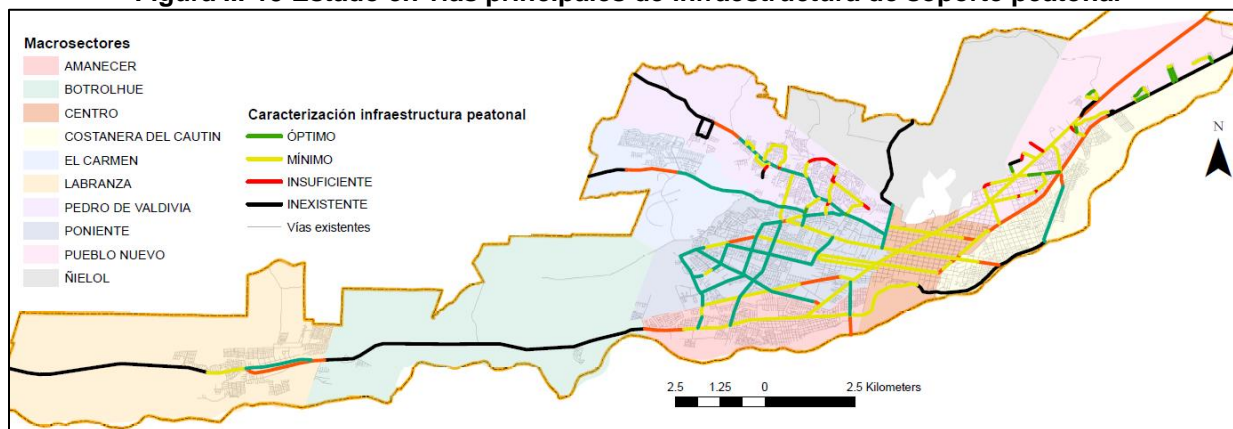 Figura III-15 Estado en vías principales de infraestructura de soporte peatonal
Macrosectores
AMANECER
BOTROLHUE
CENTRO
COSTANERA DEL CAUTIN
EL CARMEN
LABRANZA
PEDRO DE VALDIVIA
PONIENTE
PUEBLO NUEVO
ÑIELOL
Caracterización infraestructura peatonal
ÓPTIMO
MÍNIMO
INSUFICIENTE
INEXISTENTE
Vías existentes
N
2.5 1.25 0 2.5 Kilometers